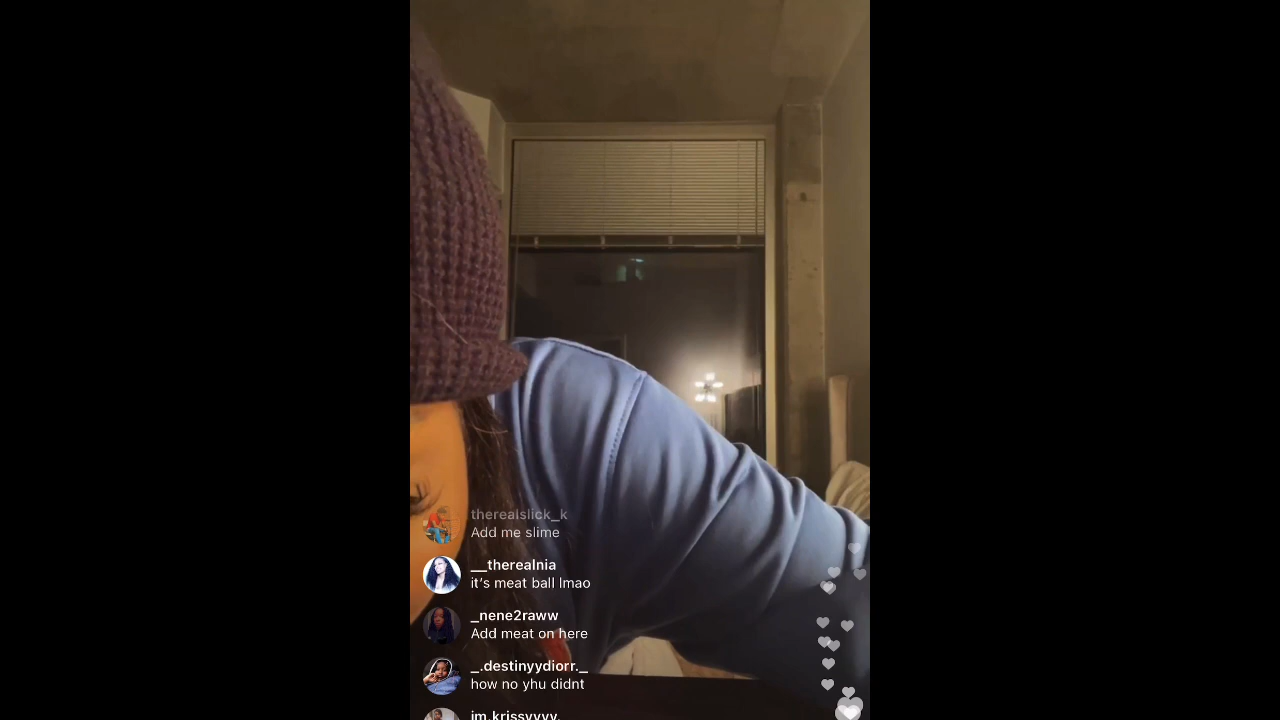 therealslick_k
Add me slime
__therealnia
it's meat ball lmao
_nene2raww
Add meat on here
_.destinyydiorr._
how no yhu didnt
im.krissyyyy.